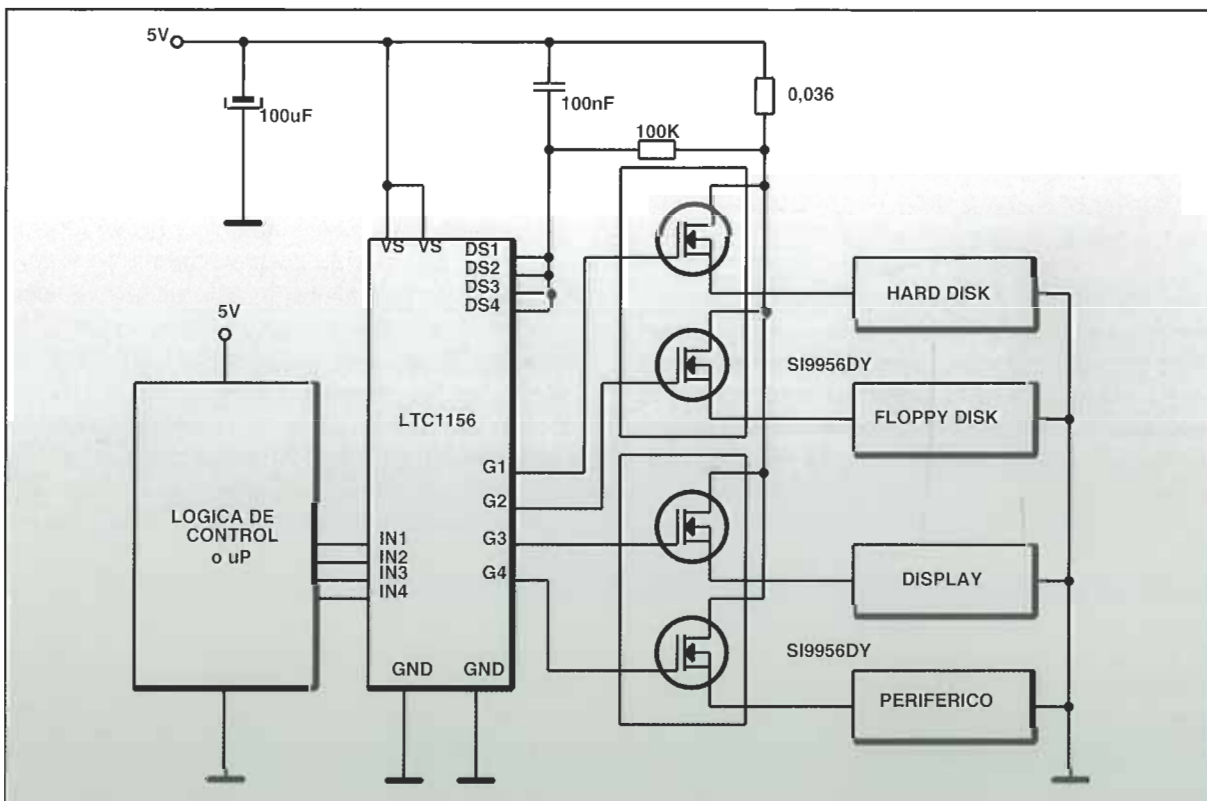 5V
100uF
100nF
0,036
100K
VS VS
DS1
DS2
DS3
DS4
HARD DISK
5V
SI9956DY
LTC1156
FLOPPY DISK
G1
G2
LOGICA DE
CONTROL
o uP
IN1
IN2
IN3
IN4
G3
G4
DISPLAY
SI9956DY
GND GND
PERIFERICO